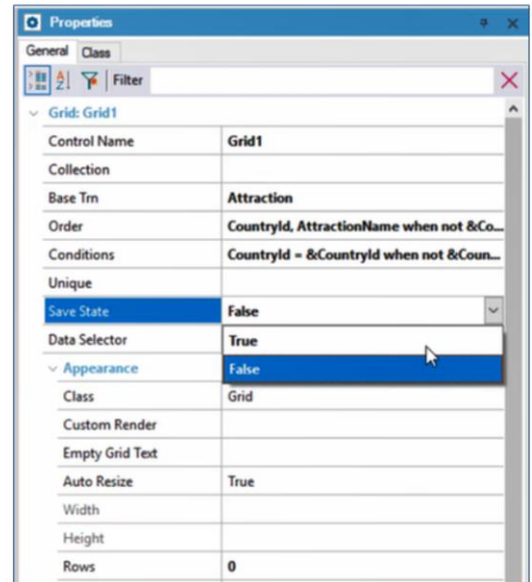 Properties
General Class
Filter
Grid: Grid1
Control Name Grid1
Collection
Base Trn Attraction
Order CountryId, AttractionName when not &Co...
Conditions CountryId = &CountryId when not &Coun...
Unique
Save State False
Data Selector True
Appearance False
Class Grid
Custom Render
Empty Grid Text
Auto Resize True
Width
Height
Rows 0